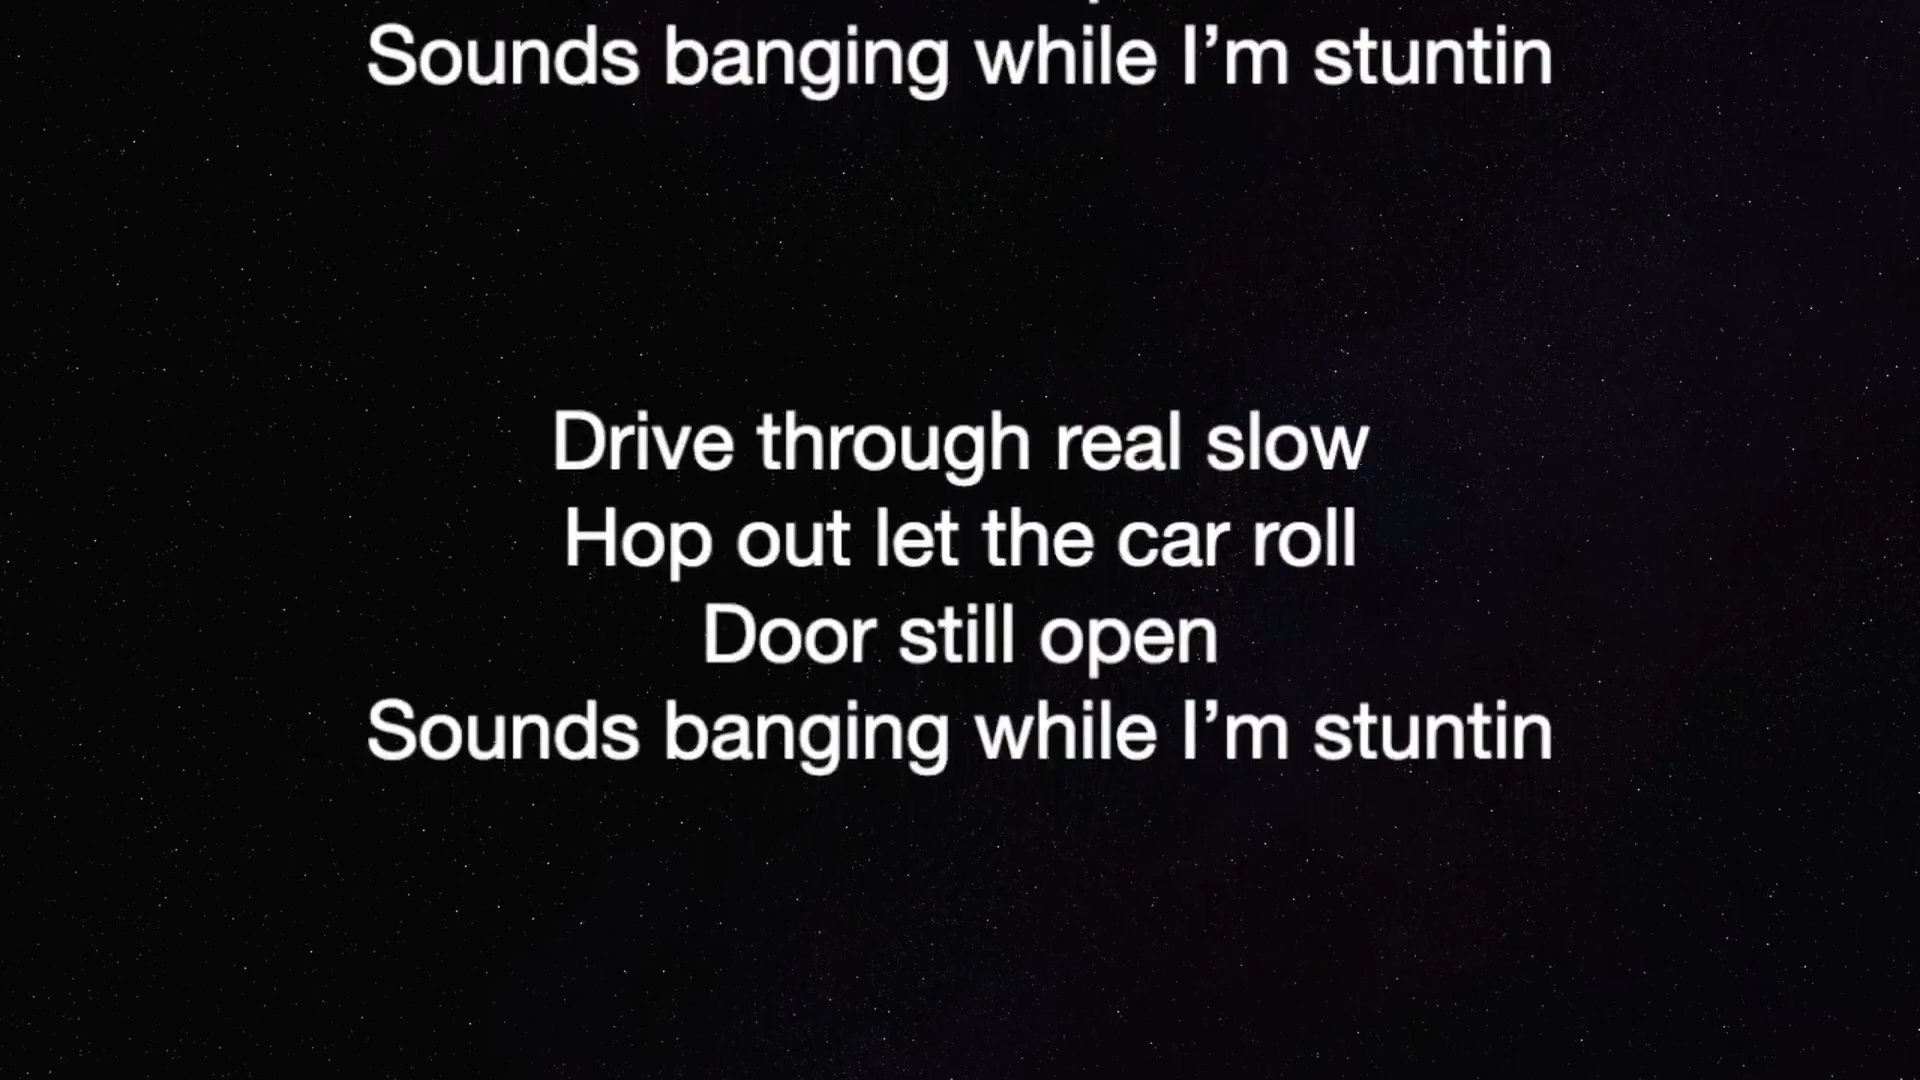 Sounds banging while I’m stuntin
Drive through real slow
Hop out let the car roll
Door still open
Sounds banging while I’m stuntin